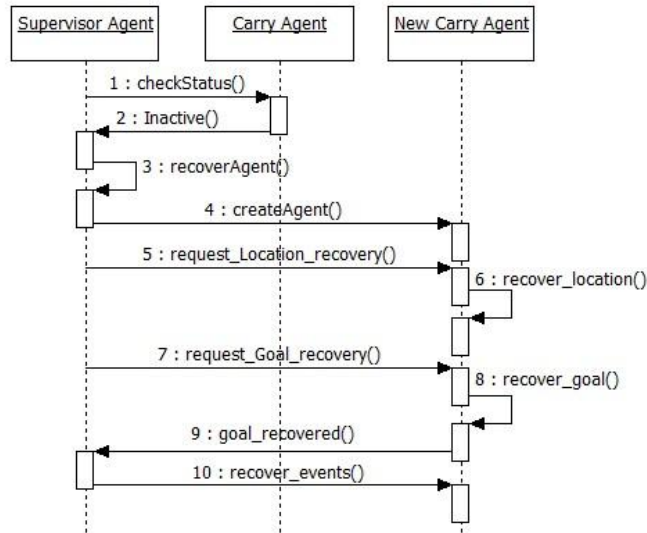 Supervisor Agent
Carry Agent
New Carry Agent
1 : checkStatus()
2 : Inactive()
3 : recoverAgent()
4 : createAgent()
5 : request_Location_recovery()
6 : recover_location()
7 : request_Goal_recovery()
8 : recover_goal()
9 : goal_recovered()
10 : recover_events()